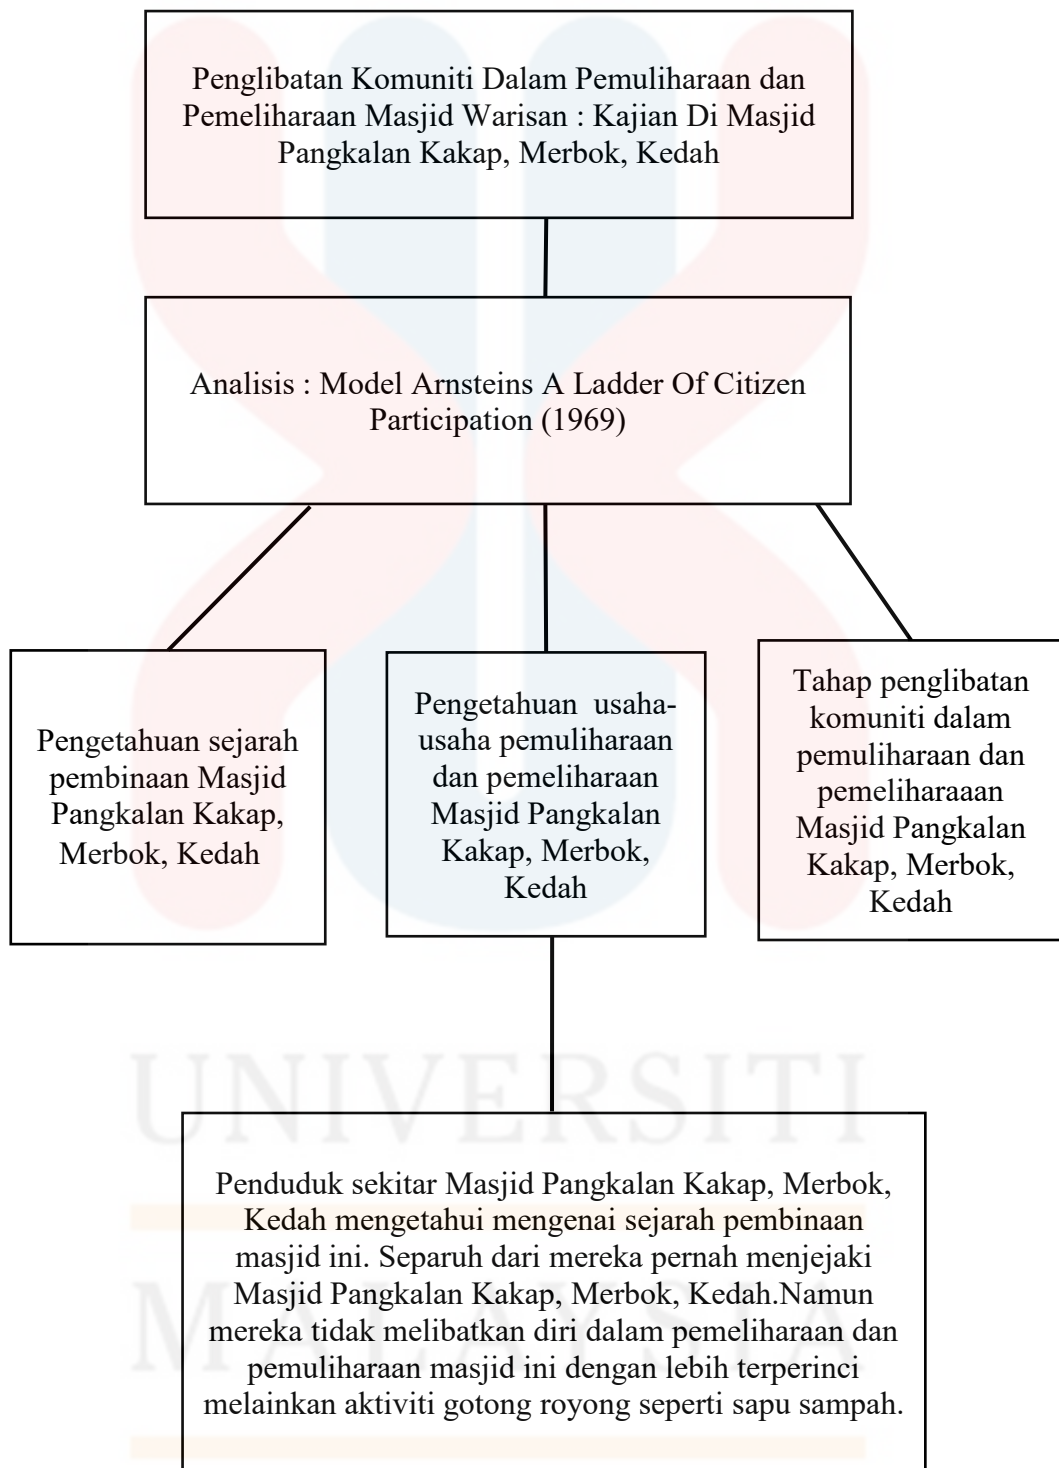 Penglibatan Komuniti Dalam Pemuliharaan dan
Pemeliharaan Masjid Warisan : Kajian Di Masjid
Pangkalan Kakap, Merbok, Kedah
Analisis : Model Arnsteins A Ladder Of Citizen
Participation (1969)
Pengetahuan sejarah
pembinaan Masjid
Pangkalan Kakap,
Merbok, Kedah
Pengetahuan usaha-
usaha pemuliharaan
dan pemeliharaan
Masjid Pangkalan
Kakap, Merbok,
Kedah
Tahap penglibatan
komuniti dalam
pemuliharaan dan
pemeliharaaan
Masjid Pangkalan
Kakap, Merbok,
Kedah
UNIVERSITI
Penduduk sekitar Masjid Pangkalan Kakap, Merbok,
Kedah mengetahui mengenai sejarah pembinaan
masjid ini. Separuh dari mereka pernah menjejaki
Masjid Pangkalan Kakap, Merbok, Kedah.Namun
mereka tidak melibatkan diri dalam pemeliharaan dan
pemuliharaan masjid ini dengan lebih terperinci
melainkan aktiviti gotong royong seperti sapu sampah.
MALAYSIA